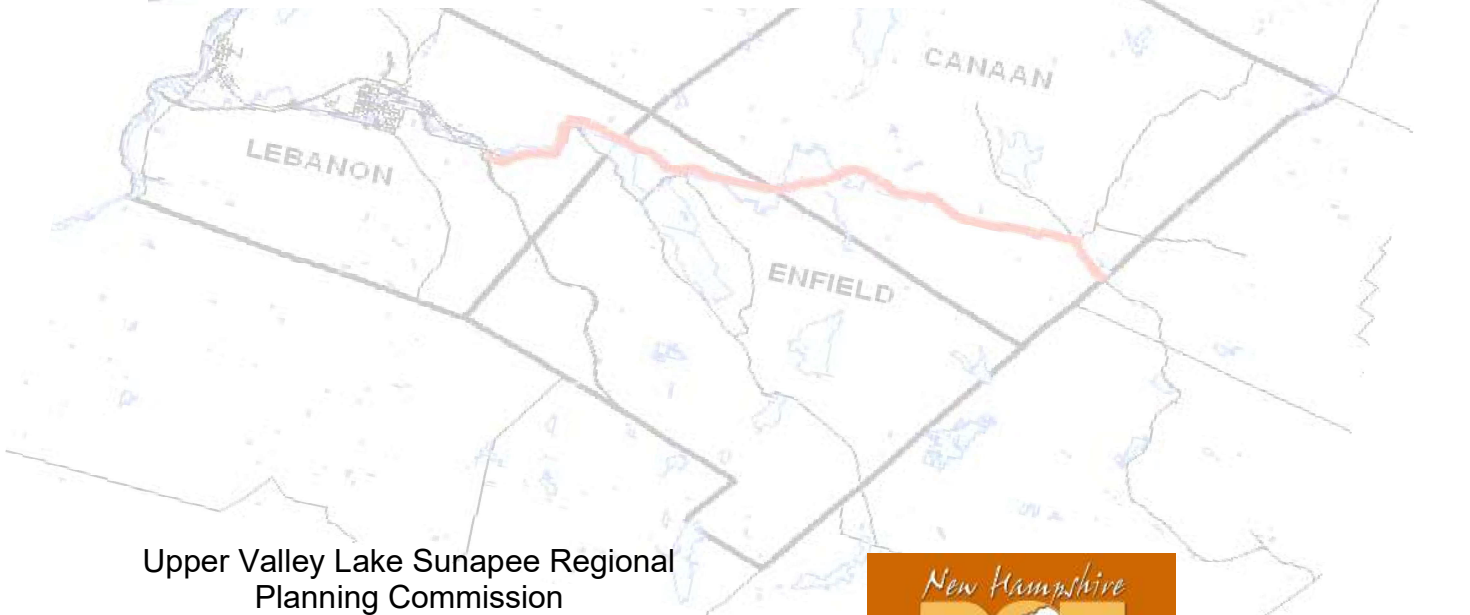 CANAAN
LEBANON
ENFIELD
Upper Valley Lake Sunapee Regional
Planning Commission
New Hampshire